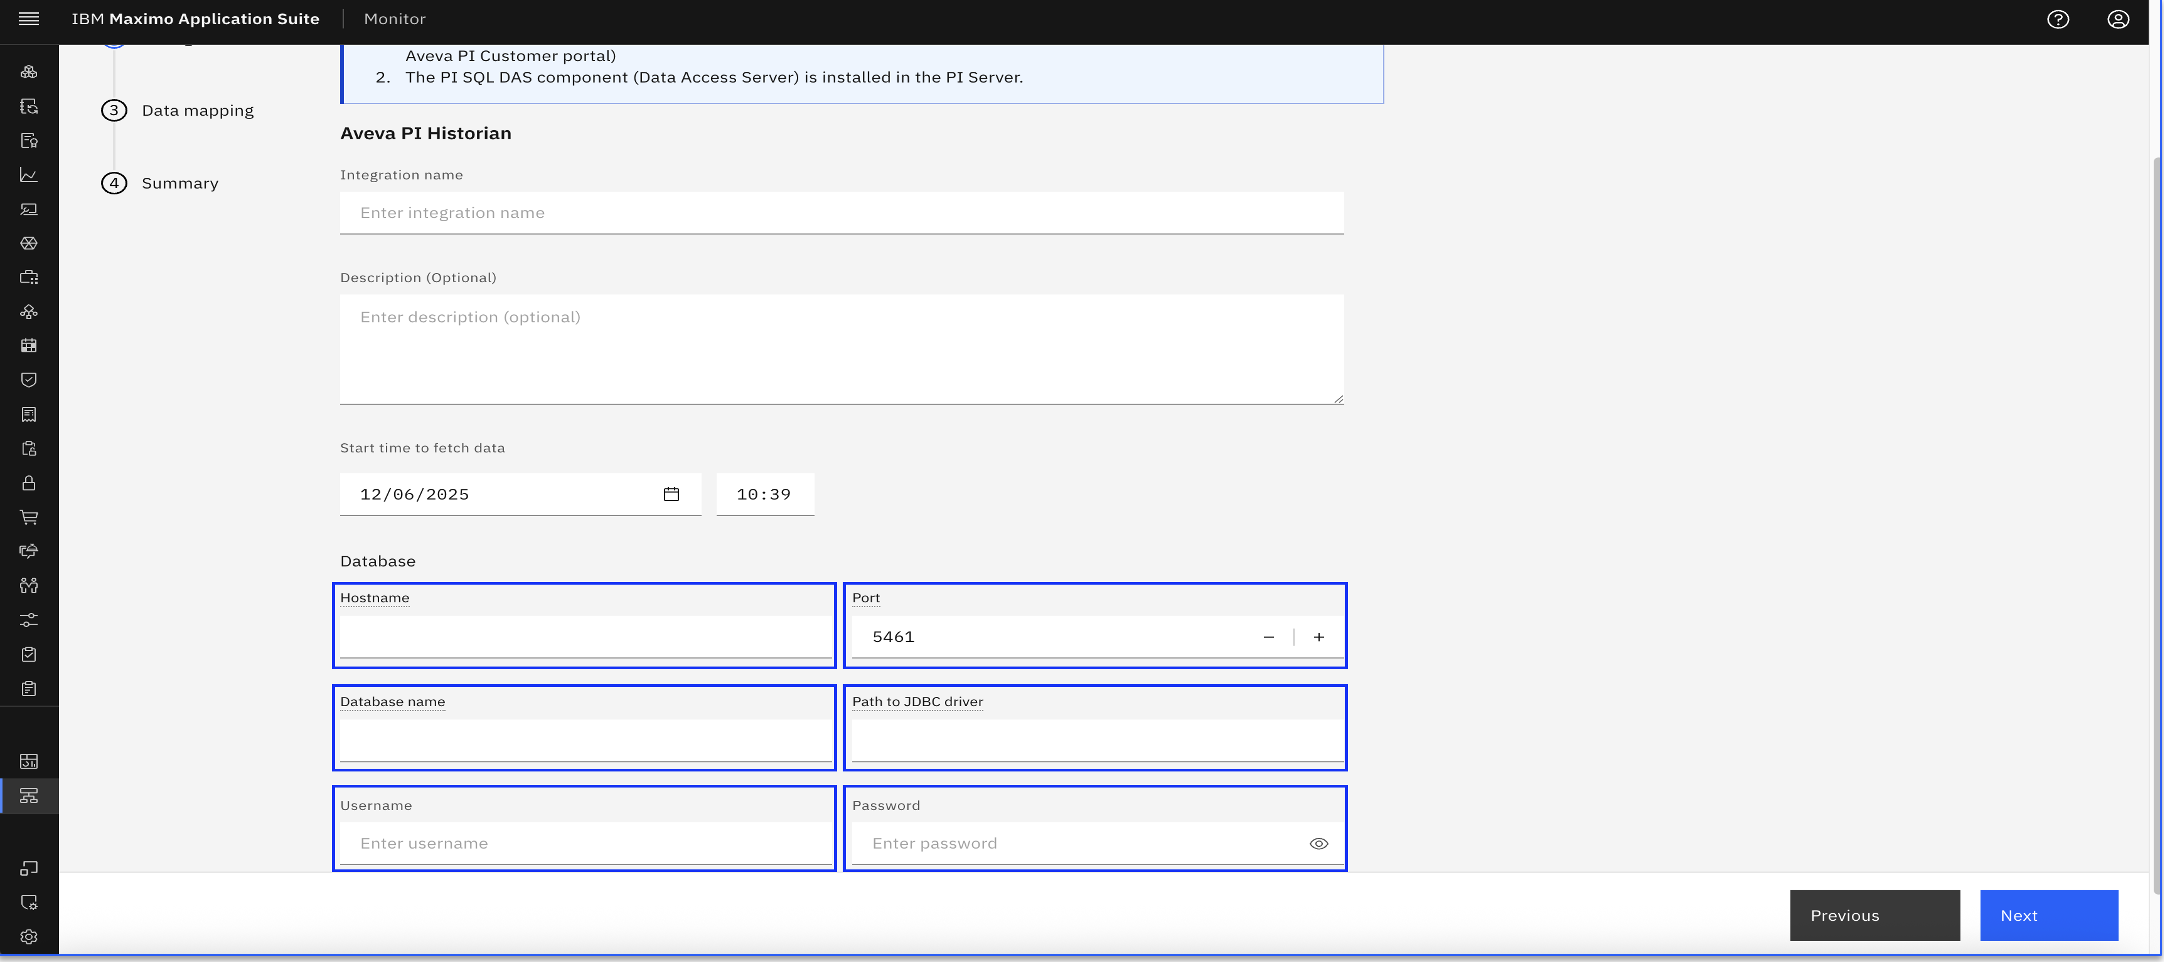 IBM Maximo Application Suite | Monitor
Aveva PI Customer portal)
2. The PI SQL DAS component (Data Access Server) is installed in the PI Server.
3 Data mapping
4 Summary
Aveva PI Historian
Integration name
Enter integration name
Description (Optional)
Enter description (optional)
Start time to fetch data
12/06/2025 10:39
Database
Hostname
Port
5461
Database name
Path to JDBC driver
Username
Enter username
Password
Enter password
Previous
Next